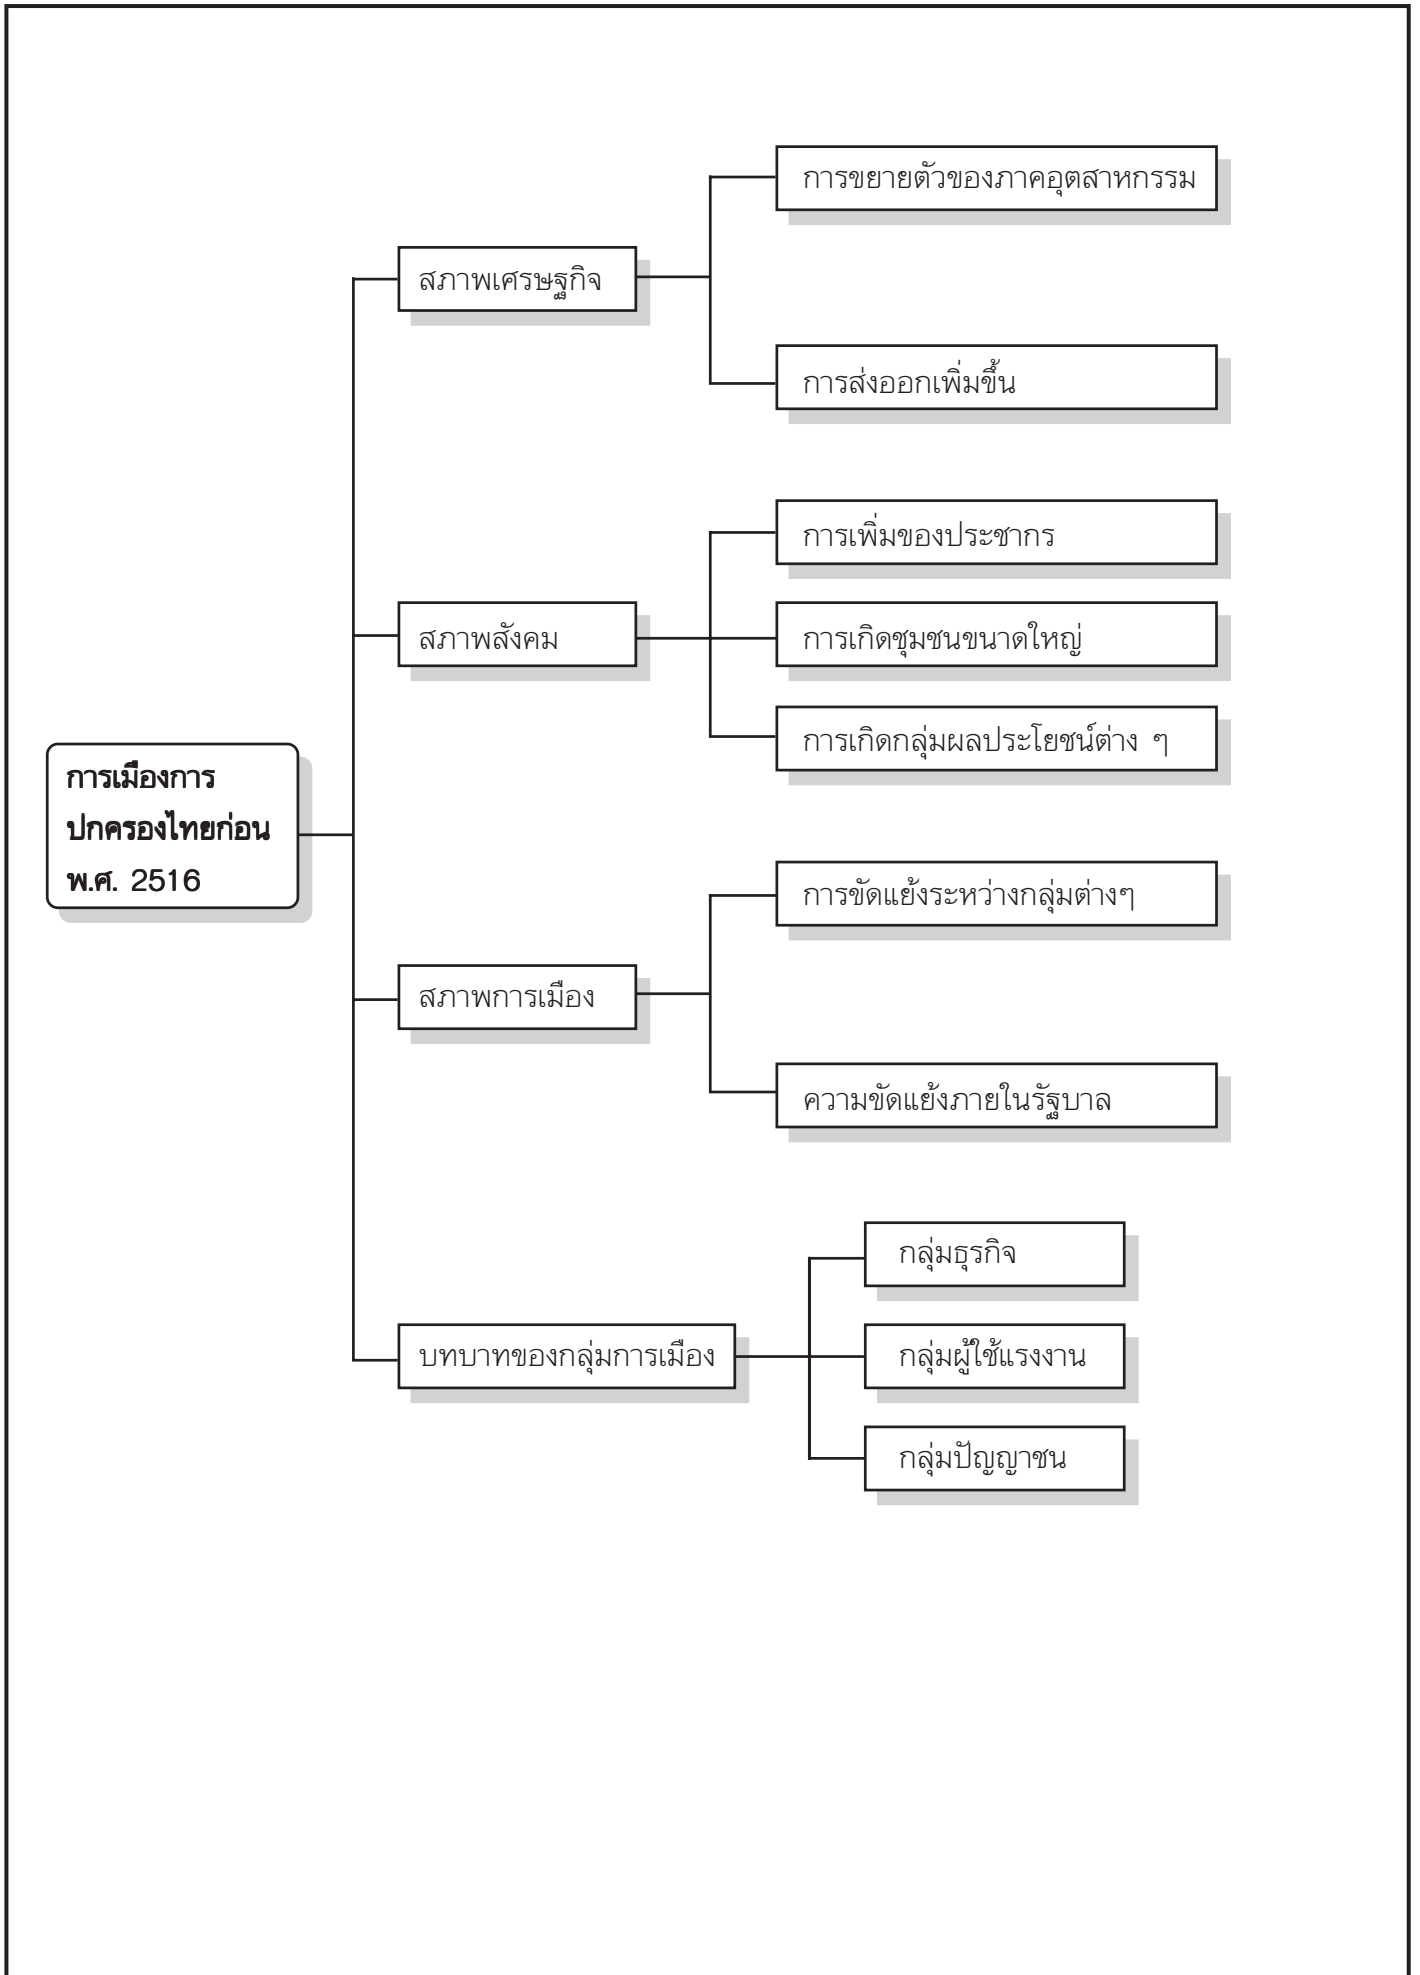 การเมืองการ
ปกครองไทยก่อน
พ.ศ. 2516
สภาพเศรษฐกิจ
การขยายตัวของภาคอุตสาหกรรม
การส่งออกเพิ่มขึ้น
สภาพสังคม
การเพิ่มของประชากร
การเกิดชุมชนขนาดใหญ่
การเกิดกลุ่มผลประโยชน์ต่าง ๆ
สภาพการเมือง
การขัดแย้งระหว่างกลุ่มต่างๆ
ความขัดแย้งภายในรัฐบาล
บทบาทของกลุ่มการเมือง
กลุ่มธุรกิจ
กลุ่มผู้ใช้แรงงาน
กลุ่มปัญญาชน